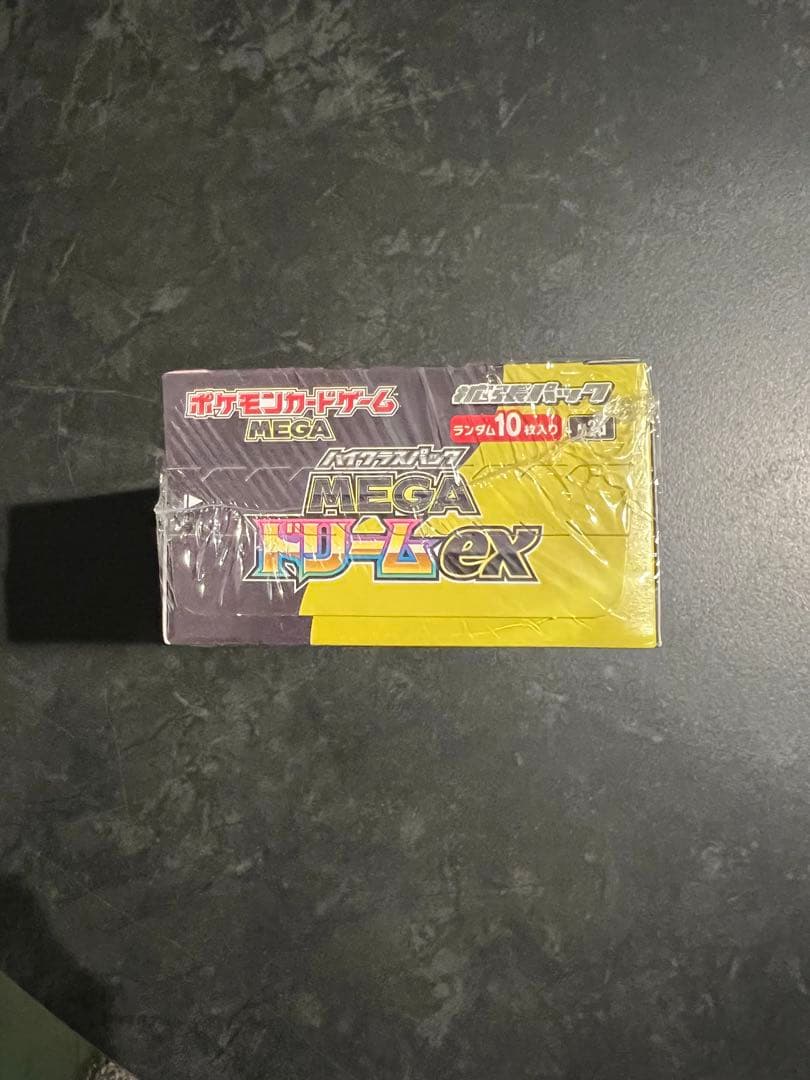 ポケモンカードゲーム
MEGA
拡張パック
ランダム10枚入り
ハイクラスパック
MEGA
ドリームex